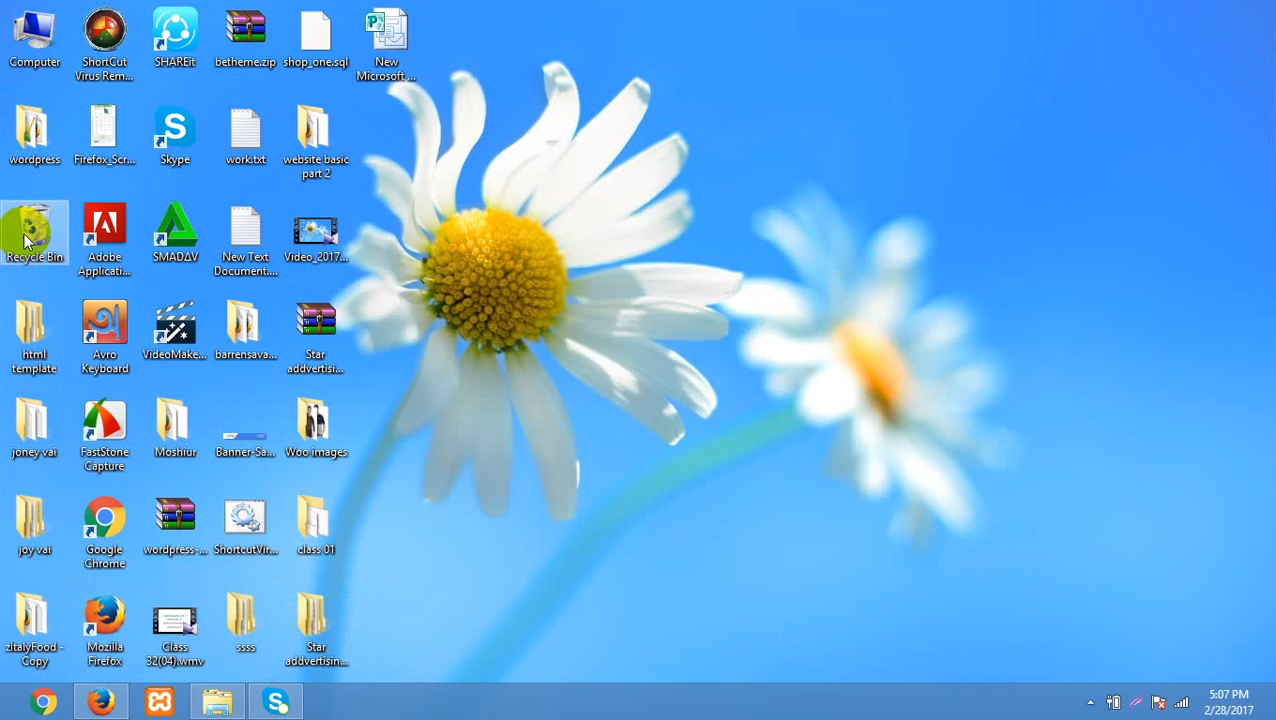 Computer
ShortCut
Virus Rem...
SHAREit
betheme.zip
shop_one.sql
New
Microsoft ...
wordpress
Firefox_Scr...
Skype
work.txt
website basic
part 2
Recycle Bin
Adobe
Applicati...
SMADΔV
New Text
Document....
Video_2017...
html
template
Avro
Keyboard
VideoMake...
barrensava...
Star
addvertisi...
joney vai
FastStone
Capture
Moshiur
Banner-Sa...
Woo images
joy vai
Google
Chrome
wordpress-...
ShortcutVir...
class 01
zItalyFood -
Copy
Mozilla
Firefox
Class
32(04).wmv
ssss
Star
addvertisin...
5:07 PM
2/28/2017